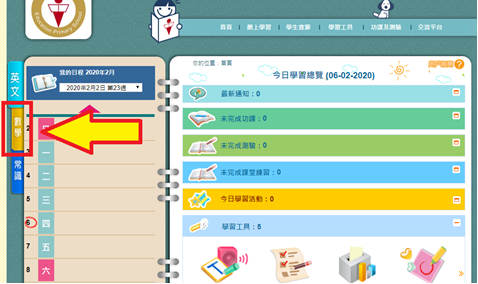 Education Primary School
首頁 | 網上學習 | 學生資源 | 學習工具 | 功課及測驗 | 交流平台
你的位置：首頁
今日學習總覽 (06-02-2020)
我的日程 2020年2月
2020年2月2日 第23週
英文
數學
常識
2 日
一
4 二
5 三
6 四
7 五
8 六
最新通知：0
未完成功課：0
未完成測驗：0
未完成課堂練習：0
今日學習活動：0
學習工具：5